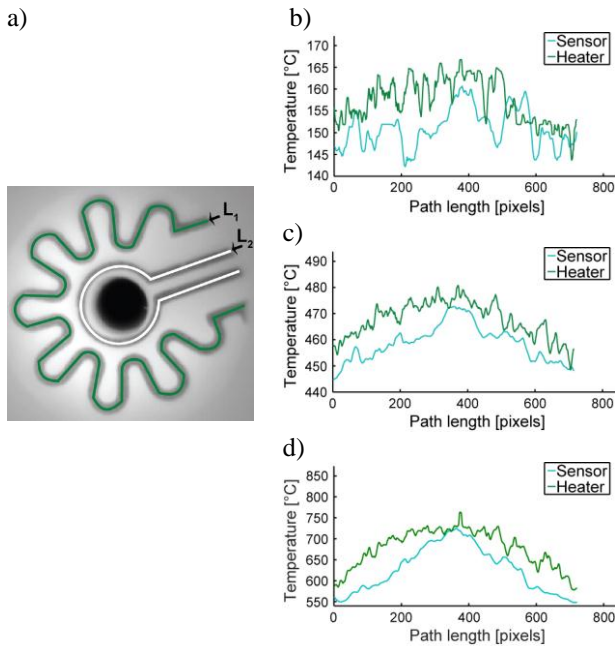 a)
L1
L2
b)
Temperature [°C]
170
165
160
155
150
145
140
0
200
400
600
800
Path length [pixels]
Sensor
Heater
c)
Temperature [°C]
490
480
470
460
450
440
0
200
400
600
800
Path length [pixels]
Sensor
Heater
d)
Temperature [°C]
850
800
750
700
650
600
550
0
200
400
600
800
Path length [pixels]
Sensor
Heater